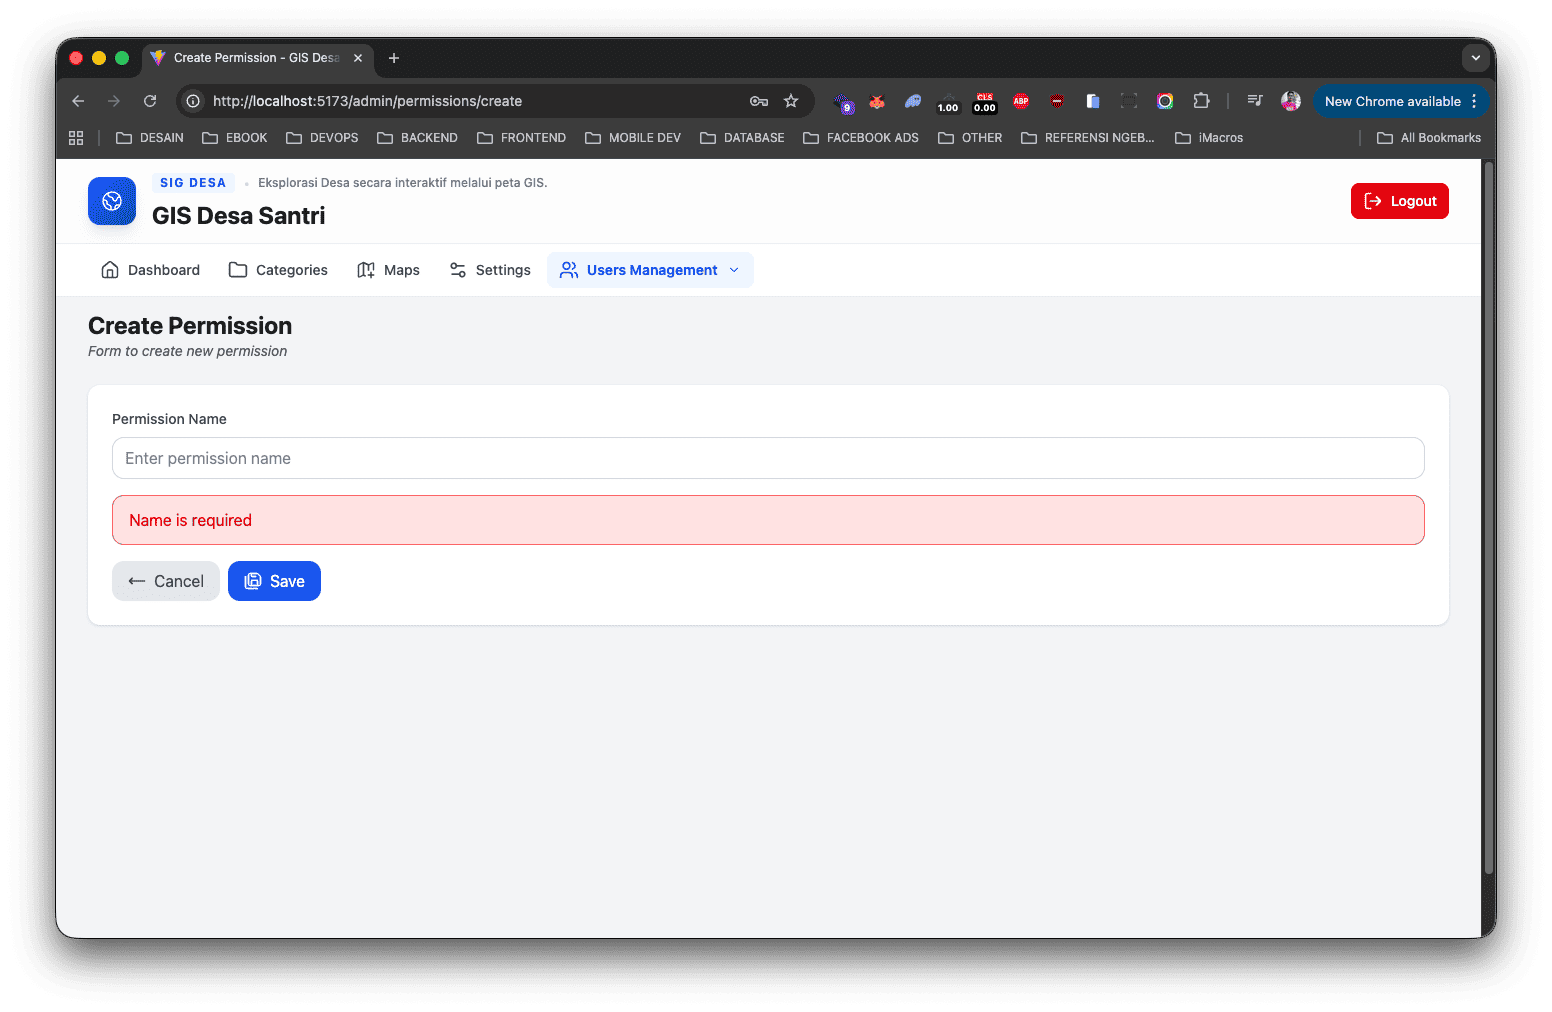 Create Permission - GIS Desa
http://localhost:5173/admin/permissions/create
9
1.00
CLS
0.00
ABP
New Chrome available
DESAIN
EBOOK
DEVOPS
BACKEND
FRONTEND
MOBILE DEV
DATABASE
FACEBOOK ADS
OTHER
REFERENSI NGEB...
iMacros
All Bookmarks
SIG DESA
Eksplorasi Desa secara interaktif melalui peta GIS.
GIS Desa Santri
Logout
Dashboard
Categories
Maps
Settings
Users Management
Create Permission
Form to create new permission
Permission Name
Enter permission name
Name is required
Cancel
Save